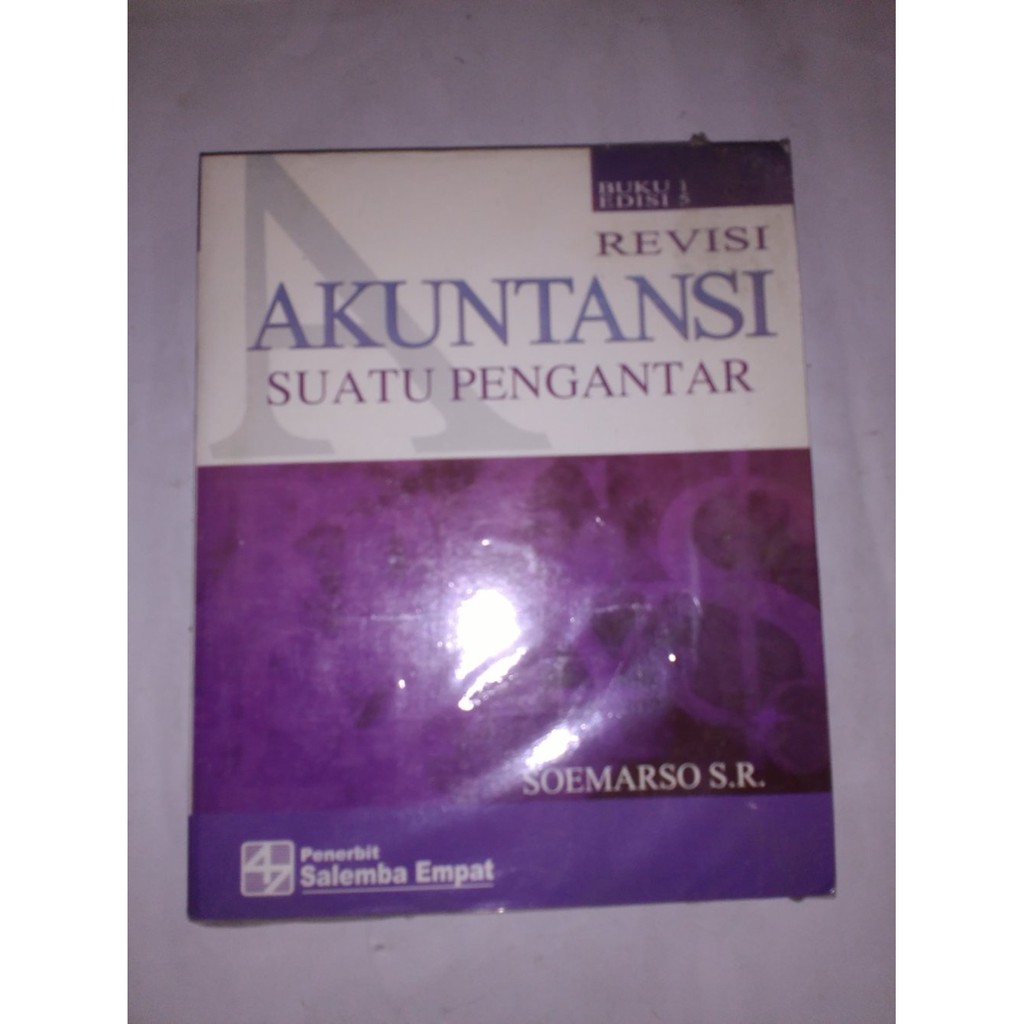 BUKU 1
EDISI 5
REVISI
AKUNTANSI
SUATU PENGANTAR
SOEMARSO S.R.
Penerbit
Salemba Empat